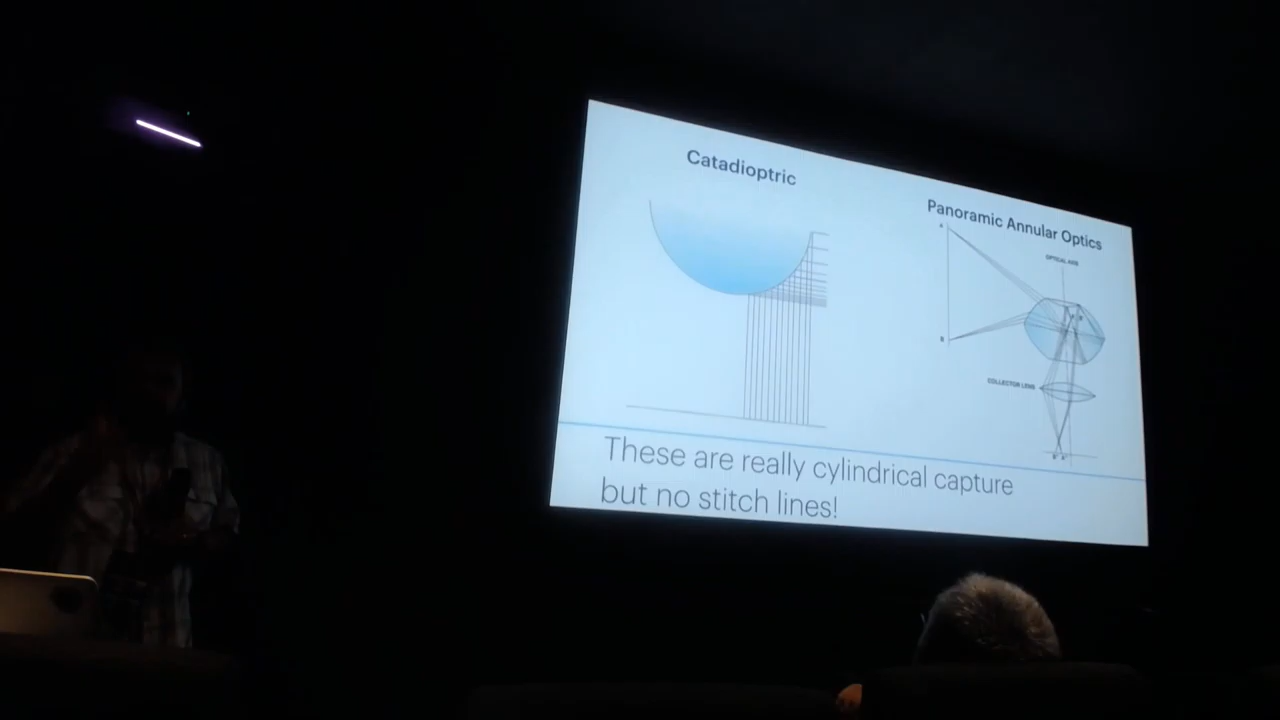 Catadioptric
Panoramic Annular Optics
OPTICAL AXIS
A
B
COLLECTOR LENS
These are really cylindrical capture
but no stitch lines!